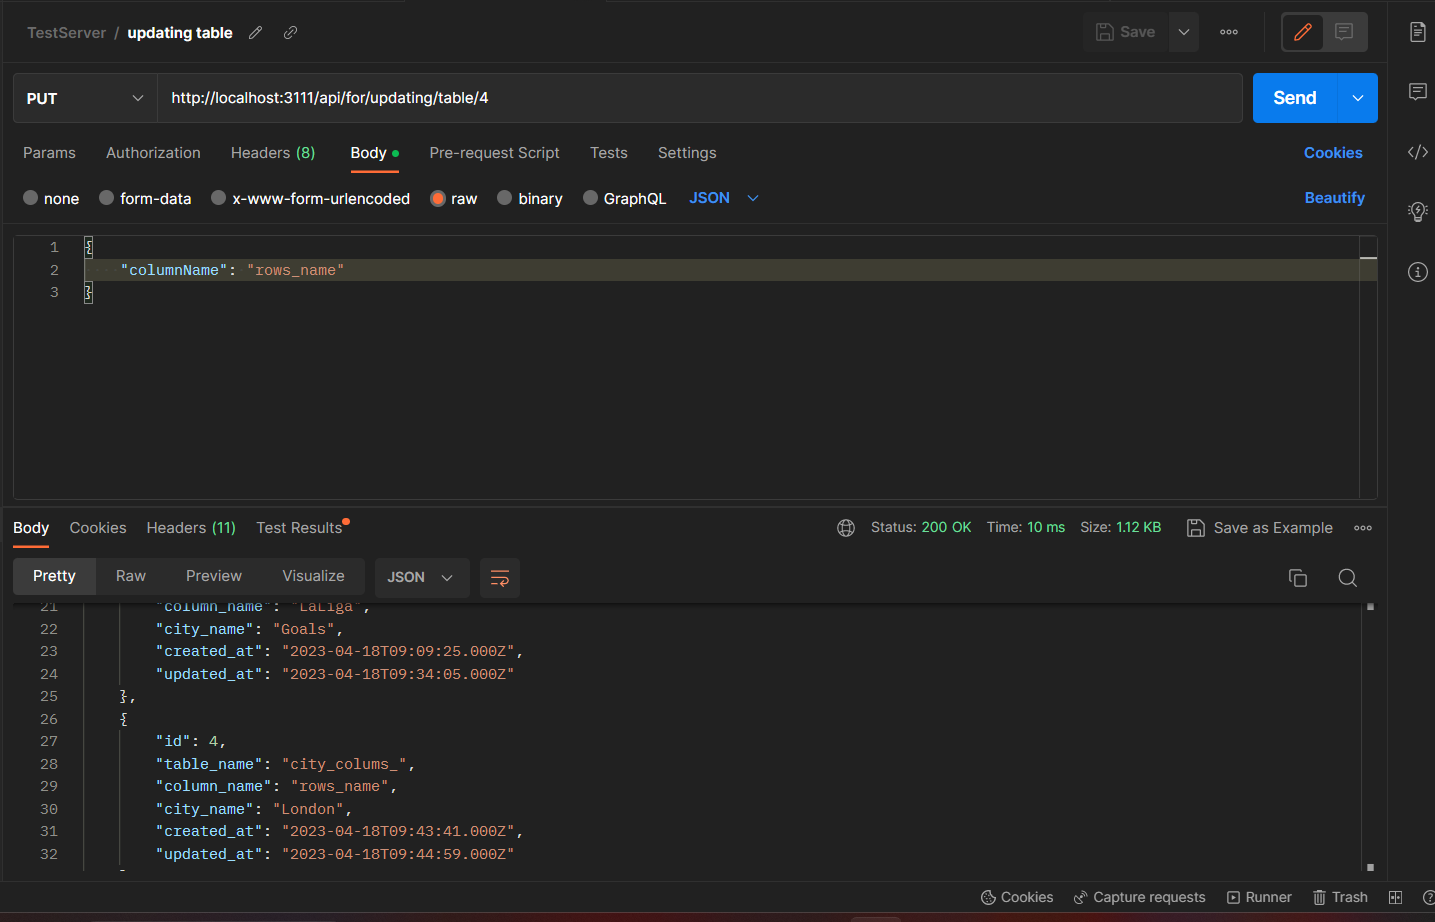 TestServer / updating table
Save
PUT
http://localhost:3111/api/for/updating/table/4
Send
Params Authorization Headers (8) Body Pre-request Script Tests Settings Cookies
none form-data x-www-form-urlencoded raw binary GraphQL JSON Beautify
1 {
2 "columnName": "rows_name"
3 }
Body Cookies Headers (11) Test Results Status: 200 OK Time: 10 ms Size: 1.12 KB Save as Example
Pretty Raw Preview Visualize JSON
21 "column_name": "LaLiga",
22 "city_name": "Goals",
23 "created_at": "2023-04-18T09:09:25.000Z",
24 "updated_at": "2023-04-18T09:34:05.000Z"
25 },
26 {
27 "id": 4,
28 "table_name": "city_colums_",
29 "column_name": "rows_name",
30 "city_name": "London",
31 "created_at": "2023-04-18T09:43:41.000Z",
32 "updated_at": "2023-04-18T09:44:59.000Z"
Cookies Capture requests Runner Trash